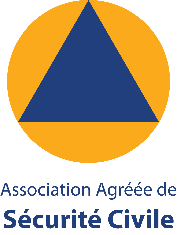 Association Agréée de
Sécurité Civile